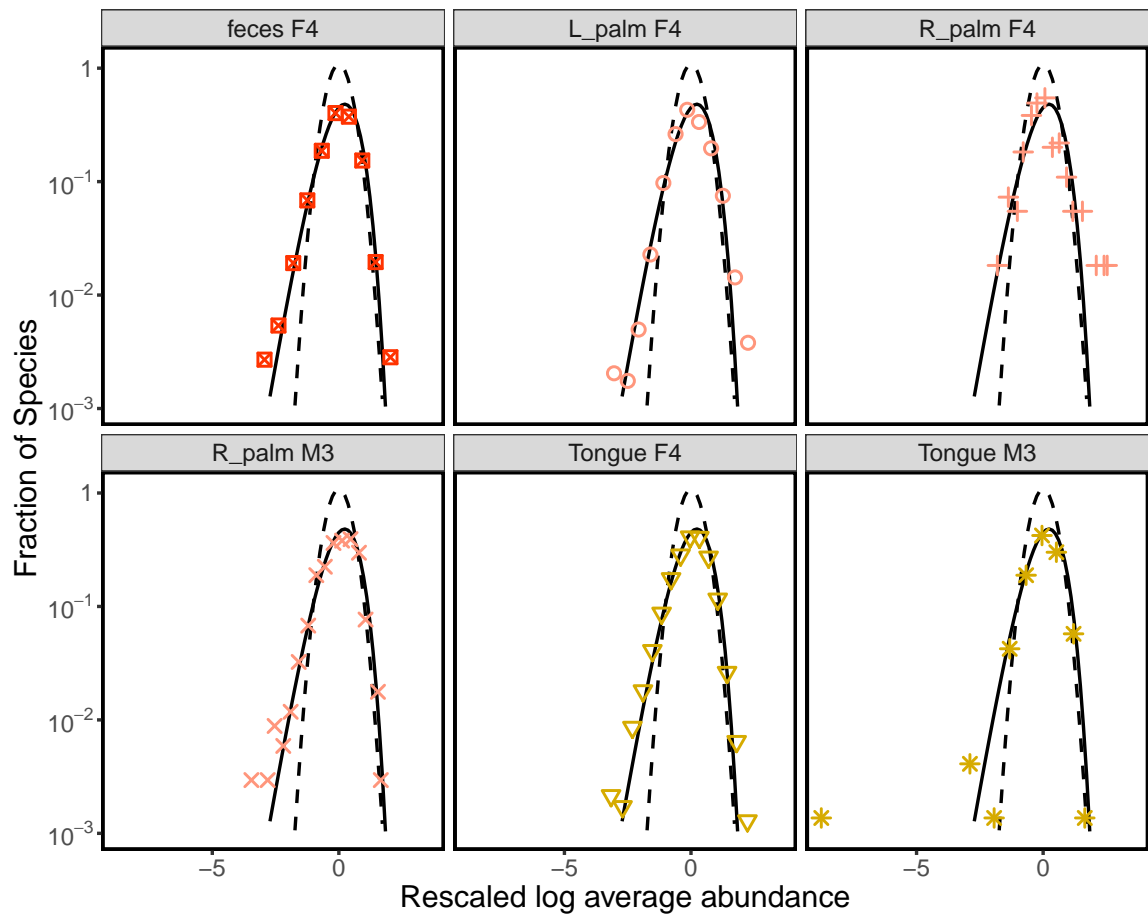 feces F4
L_palm F4
R_palm F4
1
10⁻¹
10⁻²
10⁻³
R_palm M3
Tongue F4
Tongue M3
1
10⁻¹
10⁻²
10⁻³
Fraction of Species
−5 0 −5 0 −5 0
Rescaled log average abundance